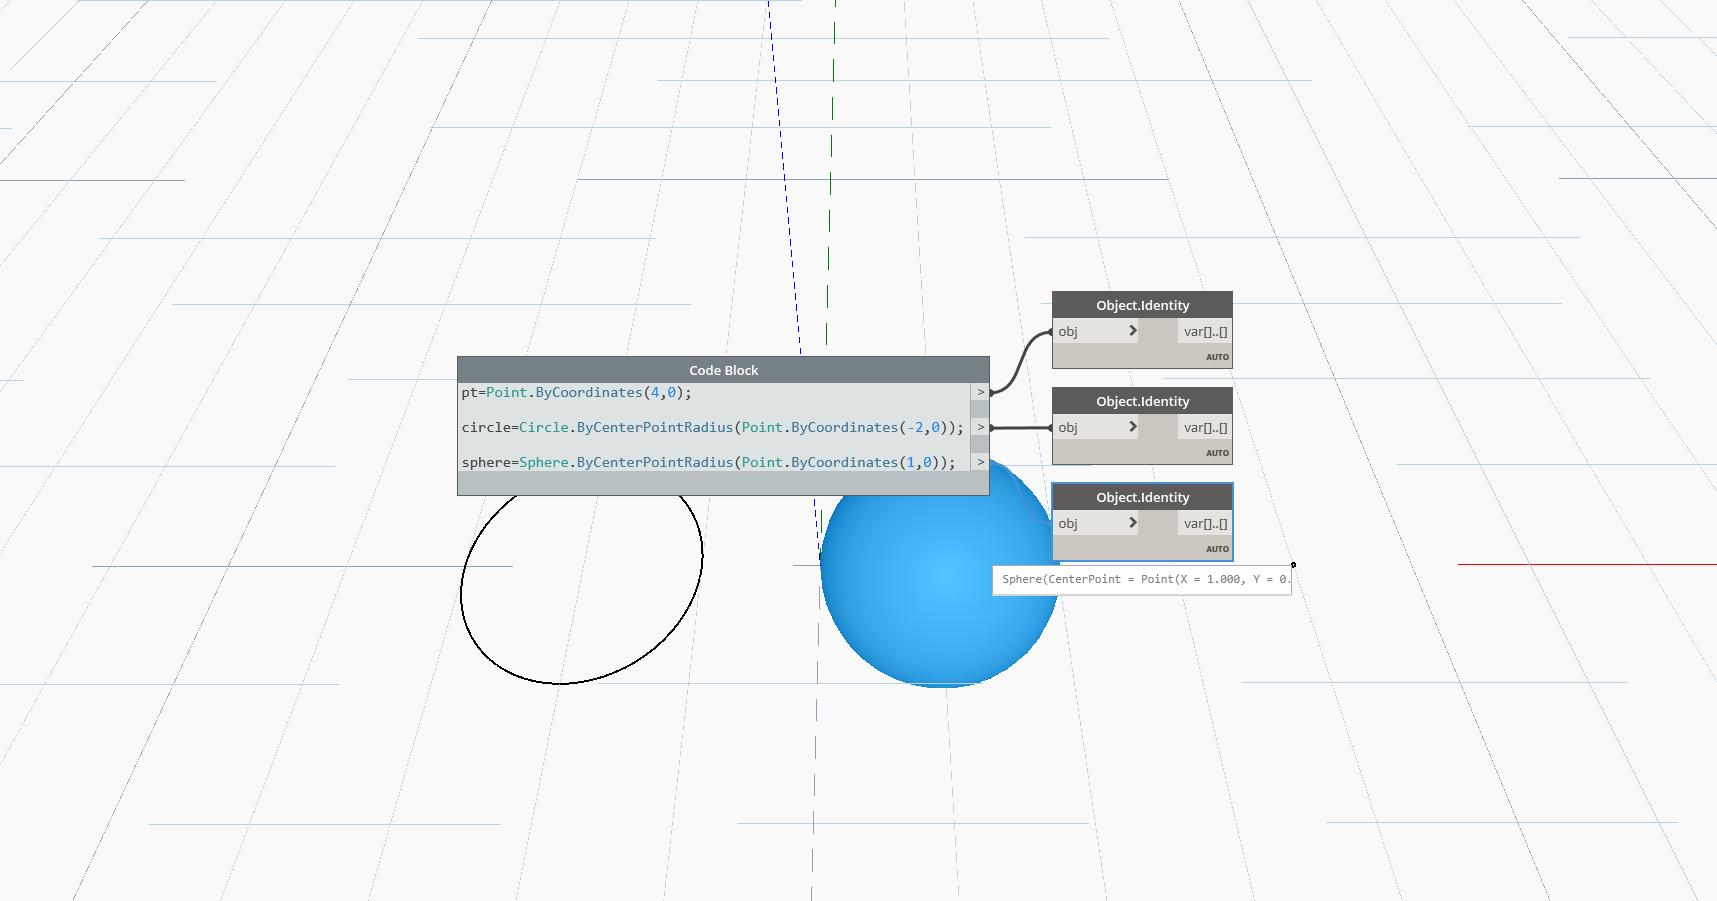 Code Block
pt=Point.ByCoordinates(4,0);
>
circle=Circle.ByCenterPointRadius(Point.ByCoordinates(-2,0));
>
sphere=Sphere.ByCenterPointRadius(Point.ByCoordinates(1,0));
>
Object.Identity
obj > var[]..[]
AUTO
Object.Identity
obj > var[]..[]
AUTO
Object.Identity
obj > var[]..[]
AUTO
Sphere(CenterPoint = Point(X = 1.000, Y = 0.